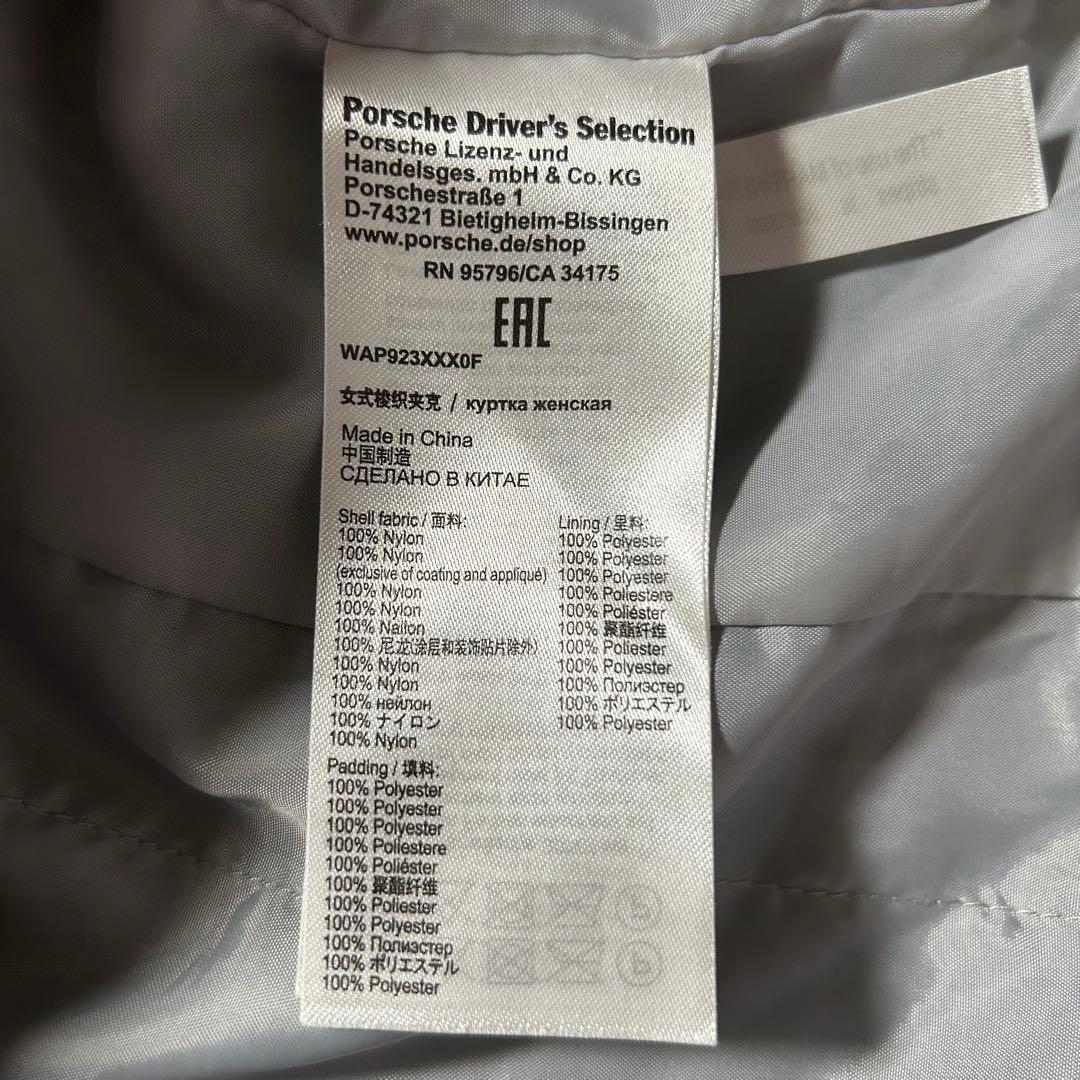 Porsche Driver's Selection
Porsche Lizenz- und
Handelsges. mbH & Co. KG
Porschestraße 1
D-74321 Bietigheim-Bissingen
www.porsche.de/shop
RN 95796/CA 34175
EAC
WAP923XXX0F
女式梭织夹克 / куртка женская
Made in China
中国制造
СДЕЛАНО В КИТАЕ
Shell fabric / 面料:
100% Nylon
100% Nylon
(exclusive of coating and appliqué)
100% Nylon
100% Nylon
100% Nailon
100% 尼龙(涂层和装饰贴片除外)
100% Nylon
100% Nylon
100% нейлон
100% ナイロン
100% Nylon
Lining / 里料:
100% Polyester
100% Polyester
100% Polyester
100% Poliestere
100% Poliéster
100% 聚酯纤维
100% Poliester
100% Polyester
100% Полиэстер
100% ポリエステル
100% Polyester
Padding / 填料:
100% Polyester
100% Polyester
100% Polyester
100% Poliestere
100% Poliéster
100% 聚酯纤维
100% Poliester
100% Polyester
100% Полиэстер
100% ポリエステル
100% Polyester